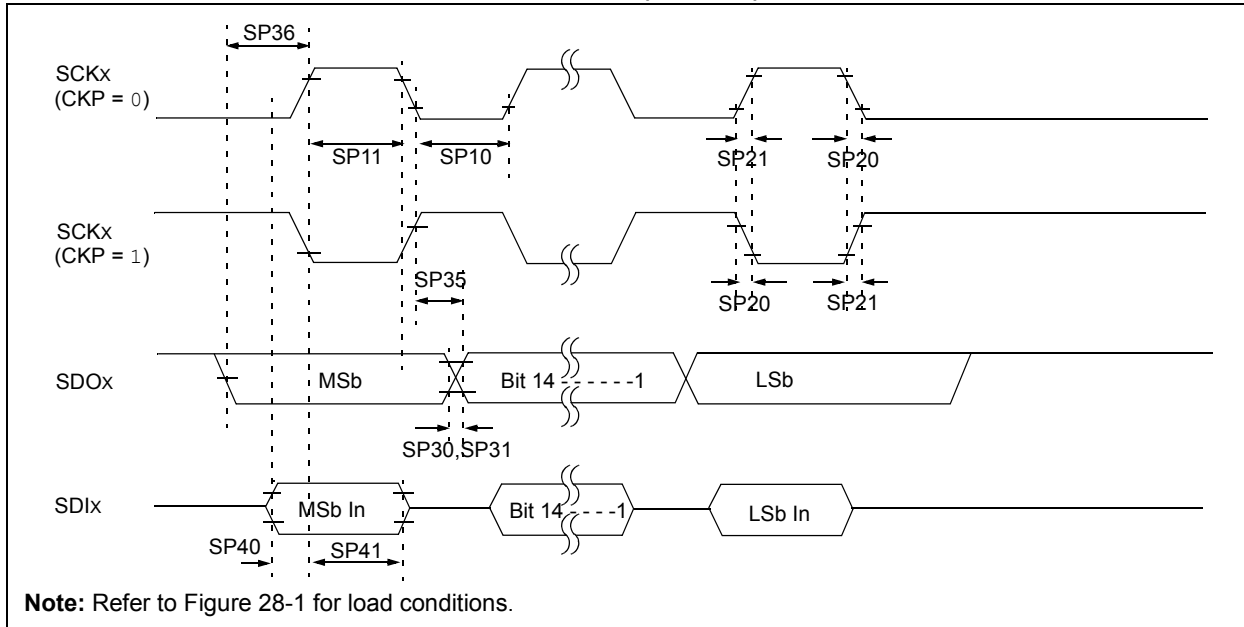 SP36
SCKx
(CKP = 0)
SP11
SP10
SP21
SP20
SCKx
(CKP = 1)
SP35
SP20
SP21
SDOx
MSb
Bit 14 - - - - - -1
LSb
SP30,SP31
SDIx
MSb In
Bit 14 - - - -1
LSb In
SP40
SP41
Note: Refer to Figure 28-1 for load conditions.